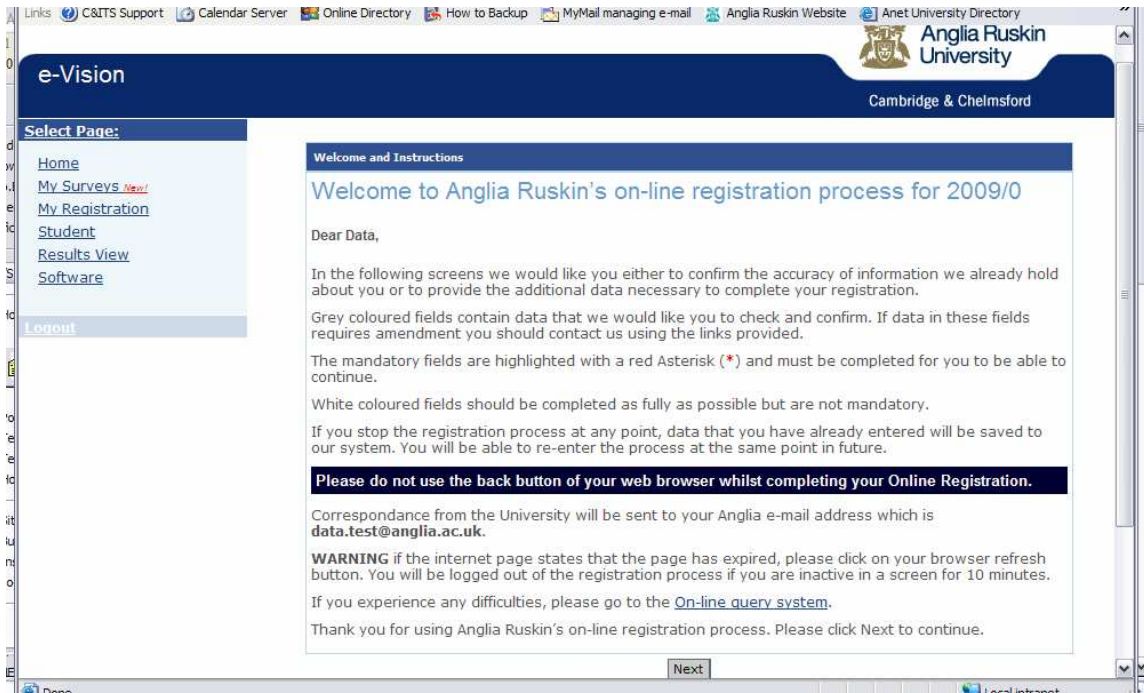 Links C&ITS Support Calendar Server Online Directory How to Backup MyMail managing e-mail Anglia Ruskin Website Anet University Directory
Anglia Ruskin
University
e-Vision
Cambridge & Chelmsford
Select Page:
Home
My Surveys New!
My Registration
Student
Results View
Software
Logout
Welcome and Instructions
Welcome to Anglia Ruskin's on-line registration process for 2009/0
Dear Data,
In the following screens we would like you either to confirm the accuracy of information we already hold
about you or to provide the additional data necessary to complete your registration.
Grey coloured fields contain data that we would like you to check and confirm. If data in these fields
requires amendment you should contact us using the links provided.
The mandatory fields are highlighted with a red Asterisk (*) and must be completed for you to be able to
continue.
White coloured fields should be completed as fully as possible but are not mandatory.
If you stop the registration process at any point, data that you have already entered will be saved to
our system. You will be able to re-enter the process at the same point in future.
Please do not use the back button of your web browser whilst completing your Online Registration.
Correspondance from the University will be sent to your Anglia e-mail address which is
data.test@anglia.ac.uk.
WARNING if the internet page states that the page has expired, please click on your browser refresh
button. You will be logged out of the registration process if you are inactive in a screen for 10 minutes.
If you experience any difficulties, please go to the On-line query system.
Thank you for using Anglia Ruskin's on-line registration process. Please click Next to continue.
Next
Done
Local intranet